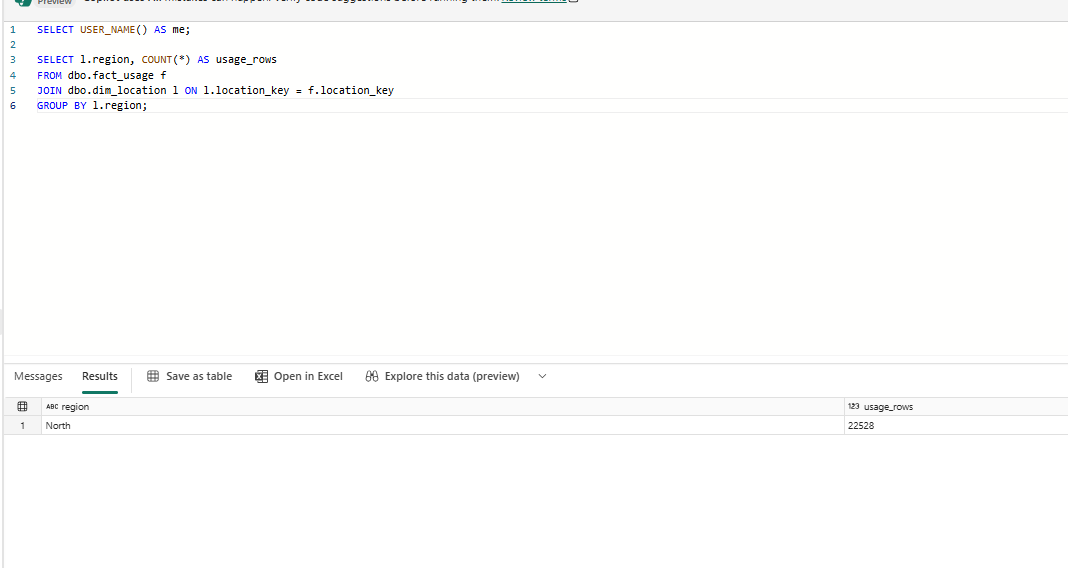 Preview
1 SELECT USER_NAME() AS me;
2
3 SELECT l.region, COUNT(*) AS usage_rows
4 FROM dbo.fact_usage f
5 JOIN dbo.dim_location l ON l.location_key = f.location_key
6 GROUP BY l.region;
Messages Results Save as table Open in Excel Explore this data (preview)
ABC region 123 usage_rows
1 North 22528